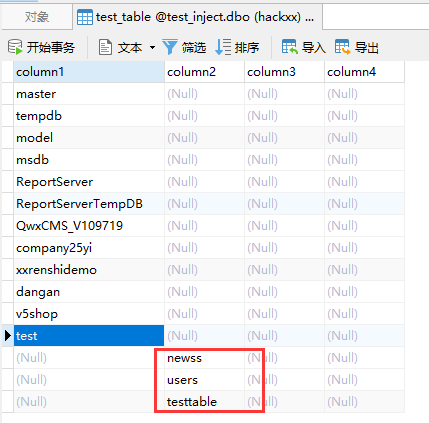 对象 test_table @test_inject.dbo (hackxx) ...
开始事务 文本 筛选 排序 导入 导出
column1 column2 column3 column4
master (Null) (Null) (Null)
tempdb (Null) (Null) (Null)
model (Null) (Null) (Null)
msdb (Null) (Null) (Null)
ReportServer (Null) (Null) (Null)
ReportServerTempDB (Null) (Null) (Null)
QwxCMS_V109719 (Null) (Null) (Null)
company25yi (Null) (Null) (Null)
xxrenshidemo (Null) (Null) (Null)
dangan (Null) (Null) (Null)
v5shop (Null) (Null) (Null)
test (Null) (Null) (Null)
(Null) newss (Null) (Null)
(Null) users (Null) (Null)
(Null) testtable (Null) (Null)